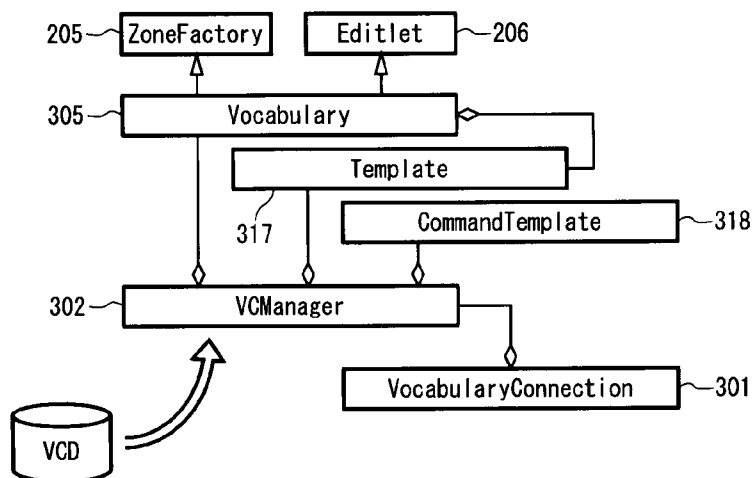 205 ZoneFactory Editlet 206
305 Vocabulary
Template
317 CommandTemplate 318
302 VCManager
VocabularyConnection 301
VCD